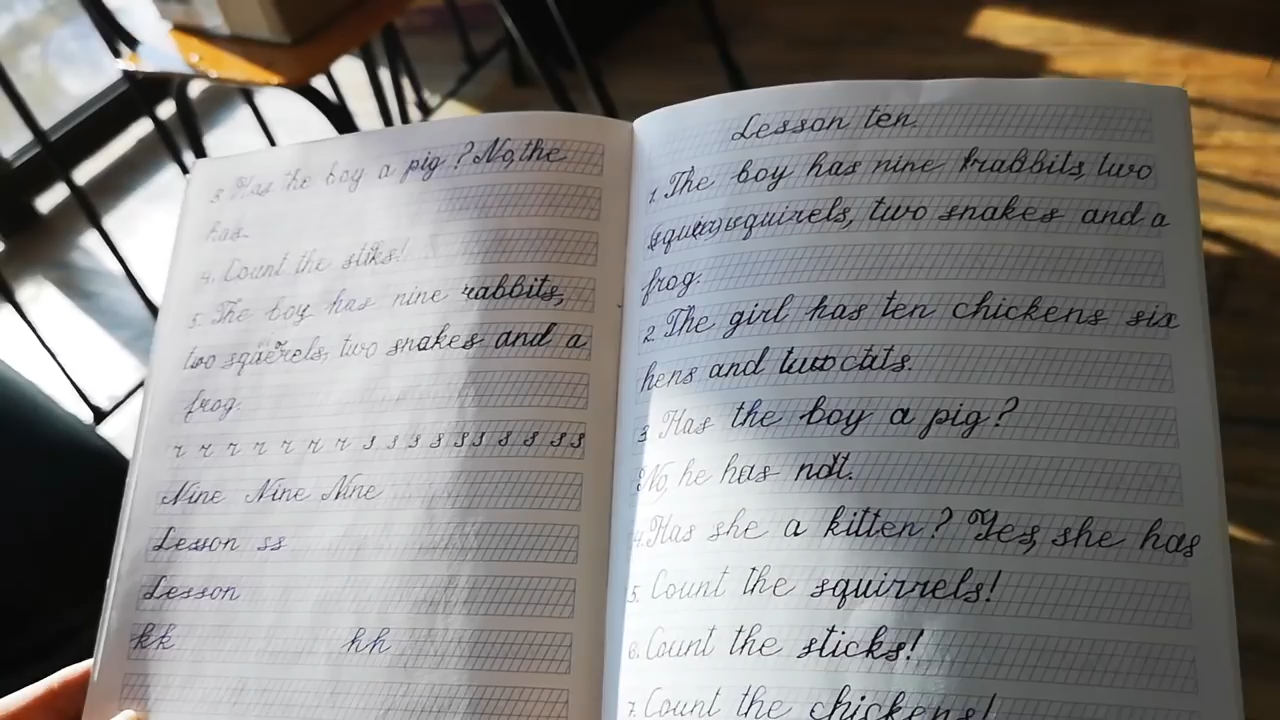 3. Has the boy a pig? No, the
has.
4. Count the stiks!
5. The boy has nine rabbits,
two sqüerels, two snakes and a
frog.
r r r r r r r s s s s s s s s s s
Nine Nine Nine
Lesson ss
Lesson
kk hh
Lesson ten.
1. The boy has nine rabbits, two
squirels, two snakes and a
frog.
2. The girl has ten chickens six
hens and two cats.
3. Has the boy a pig?
No, he has not.
4. Has she a kitten? Yes, she has
5. Count the squirrels!
6. Count the sticks!
7. Count the chickens!